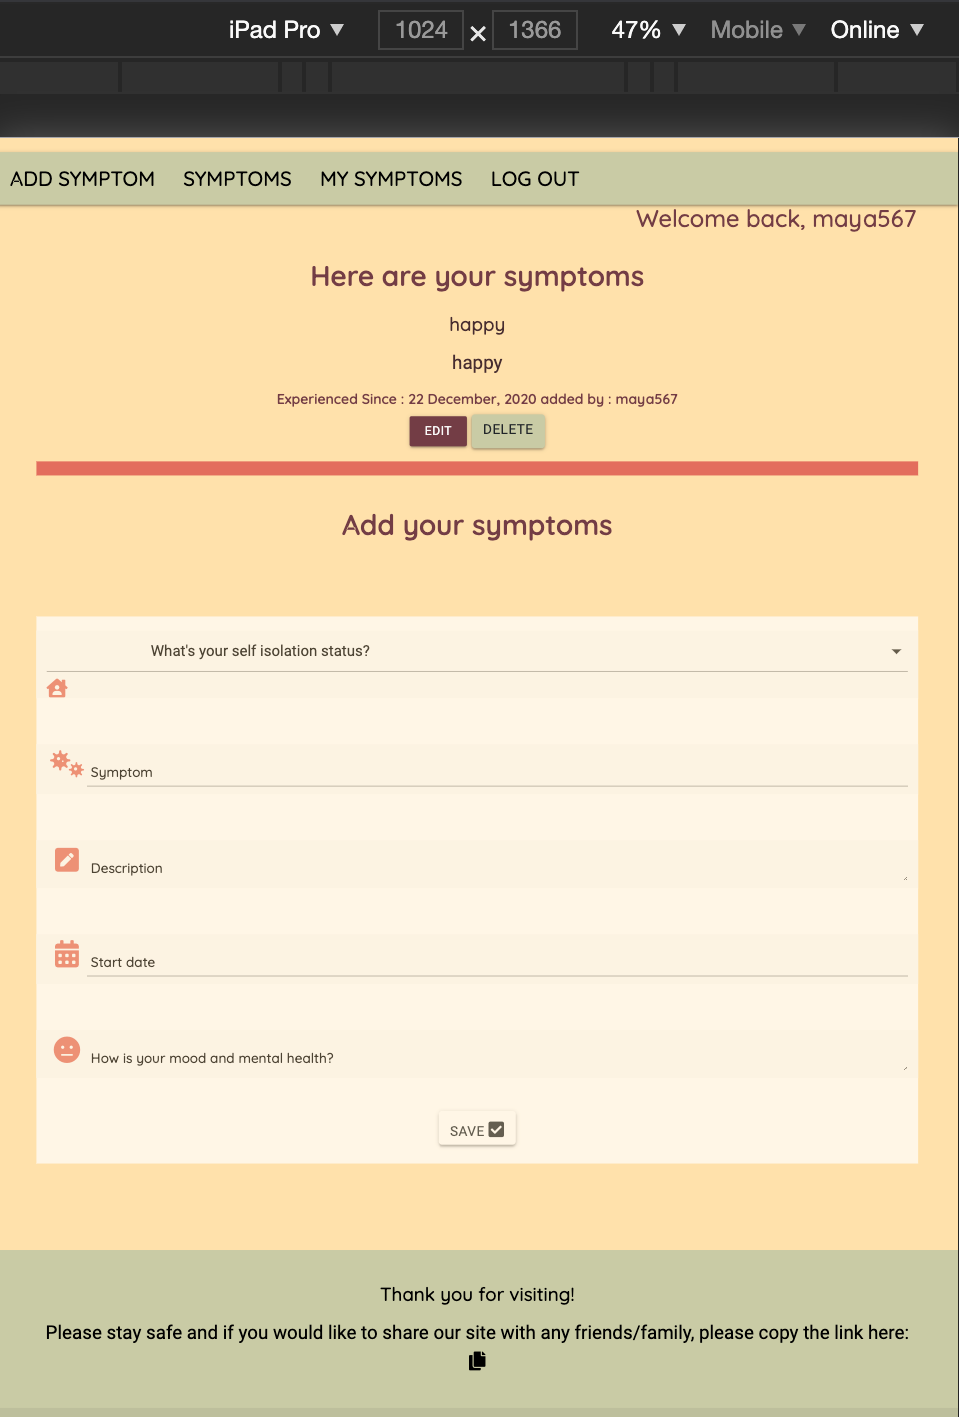 iPad Pro ▼ 1024 × 1366 47% ▼ Mobile ▼ Online ▼
ADD SYMPTOM SYMPTOMS MY SYMPTOMS LOG OUT
Welcome back, maya567
Here are your symptoms
happy
happy
Experienced Since : 22 December, 2020 added by : maya567
EDIT DELETE
Add your symptoms
What's your self isolation status?
Symptom
Description
Start date
How is your mood and mental health?
SAVE
Thank you for visiting!
Please stay safe and if you would like to share our site with any friends/family, please copy the link here: